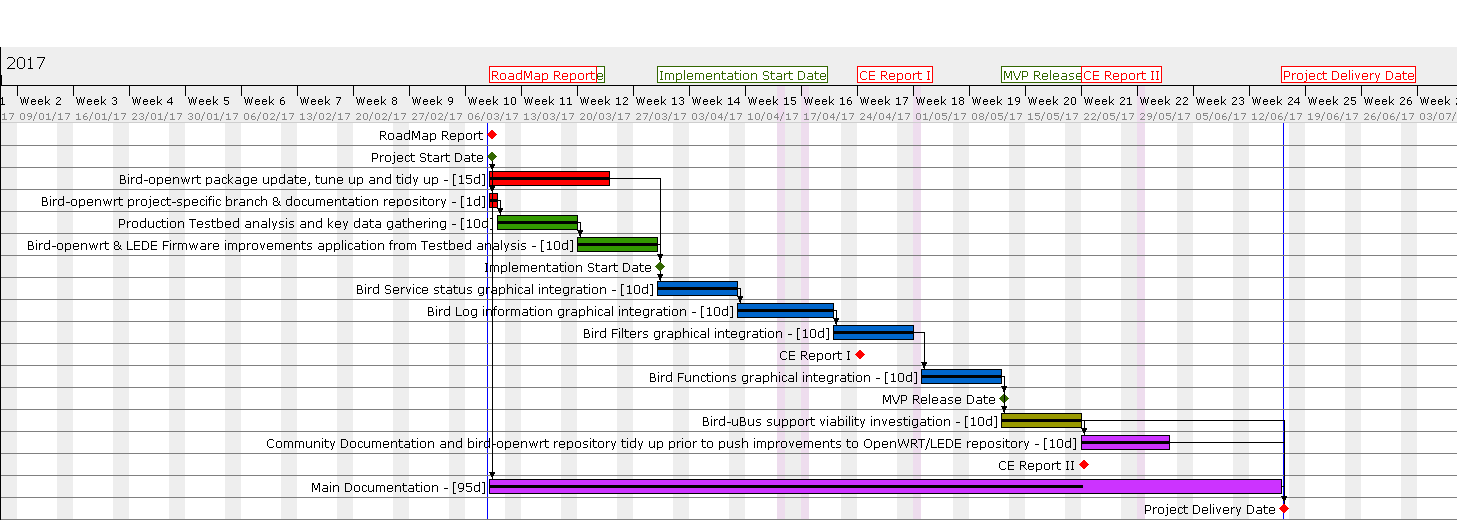 2017
RoadMap Report
Implementation Start Date
CE Report I
MVP Release
CE Report II
Project Delivery Date
1 Week 2 Week 3 Week 4 Week 5 Week 6 Week 7 Week 8 Week 9 Week 10 Week 11 Week 12 Week 13 Week 14 Week 15 Week 16 Week 17 Week 18 Week 19 Week 20 Week 21 Week 22 Week 23 Week 24 Week 25 Week 26 Week
17 09/01/17 16/01/17 23/01/17 30/01/17 06/02/17 13/02/17 20/02/17 27/02/17 06/03/17 13/03/17 20/03/17 27/03/17 03/04/17 10/04/17 17/04/17 24/04/17 01/05/17 08/05/17 15/05/17 22/05/17 29/05/17 05/06/17 12/06/17 19/06/17 26/06/17 03/07/
RoadMap Report
Project Start Date
Bird-openwrt package update, tune up and tidy up - [15d]
Bird-openwrt project-specific branch & documentation repository - [1d]
Production Testbed analysis and key data gathering - [10d]
Bird-openwrt & LEDE Firmware improvements application from Testbed analysis - [10d]
Implementation Start Date
Bird Service status graphical integration - [10d]
Bird Log information graphical integration - [10d]
Bird Filters graphical integration - [10d]
CE Report I
Bird Functions graphical integration - [10d]
MVP Release Date
Bird-uBus support viability investigation - [10d]
Community Documentation and bird-openwrt repository tidy up prior to push improvements to OpenWRT/LEDE repository - [10d]
CE Report II
Main Documentation - [95d]
Project Delivery Date